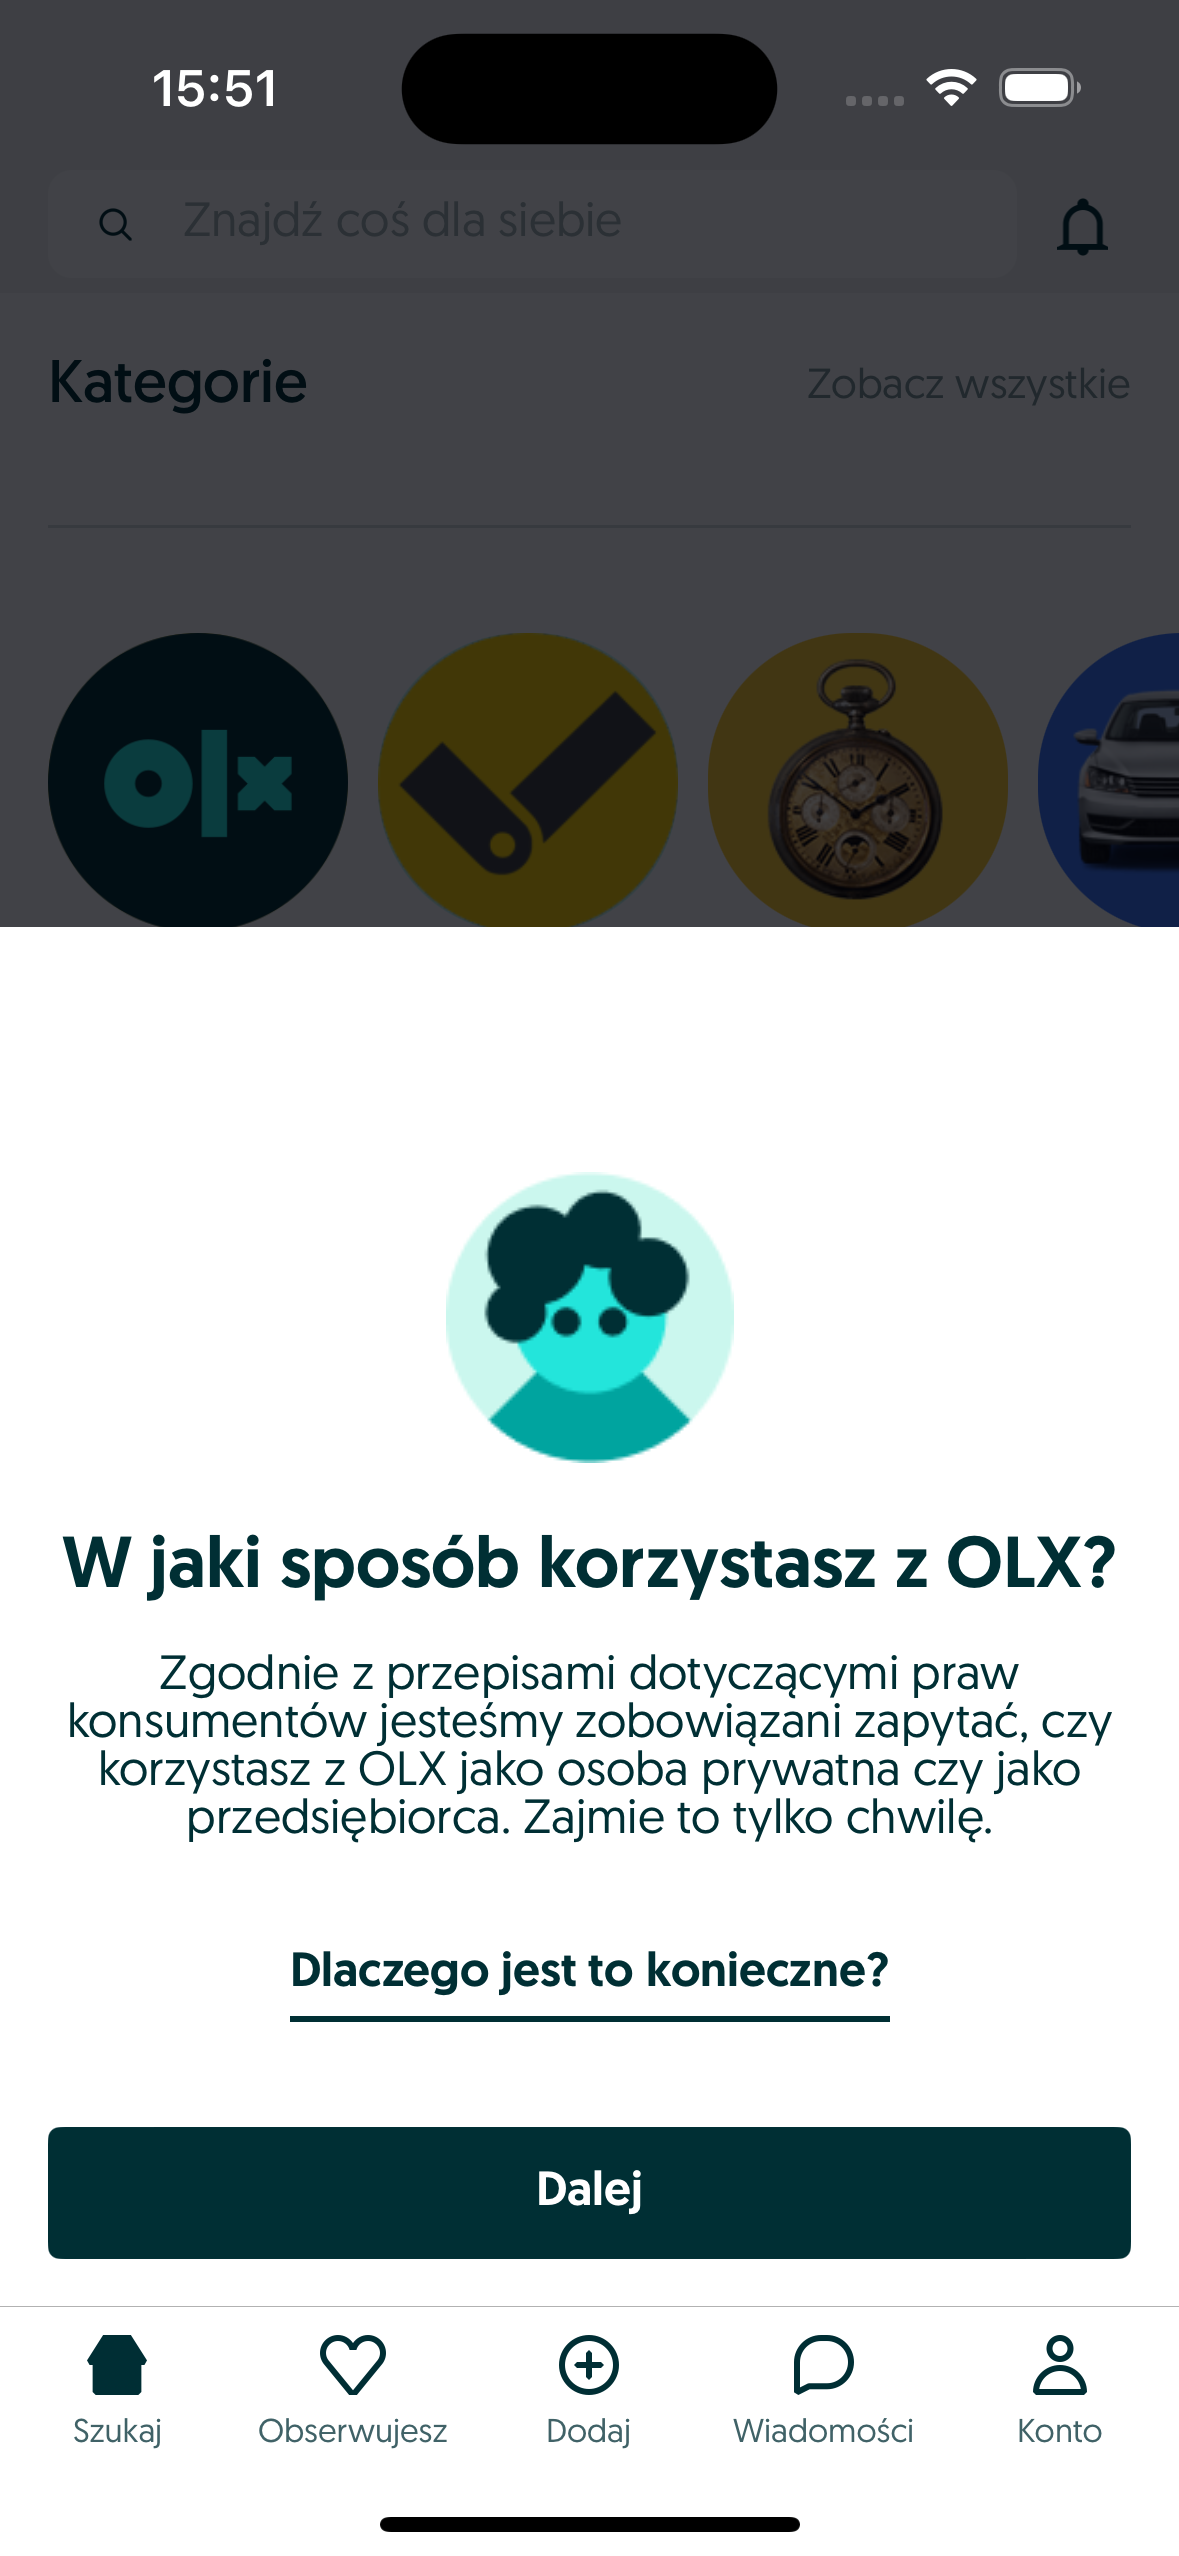 15:51
Znajdź coś dla siebie
Kategorie
Zobacz wszystkie
olx
W jaki sposób korzystasz z OLX?
Zgodnie z przepisami dotyczącymi praw
konsumentów jesteśmy zobowiązani zapytać, czy
korzystasz z OLX jako osoba prywatna czy jako
przedsiębiorca. Zajmie to tylko chwilę.
Dlaczego jest to konieczne?
Dalej
Szukaj
Obserwujesz
Dodaj
Wiadomości
Konto